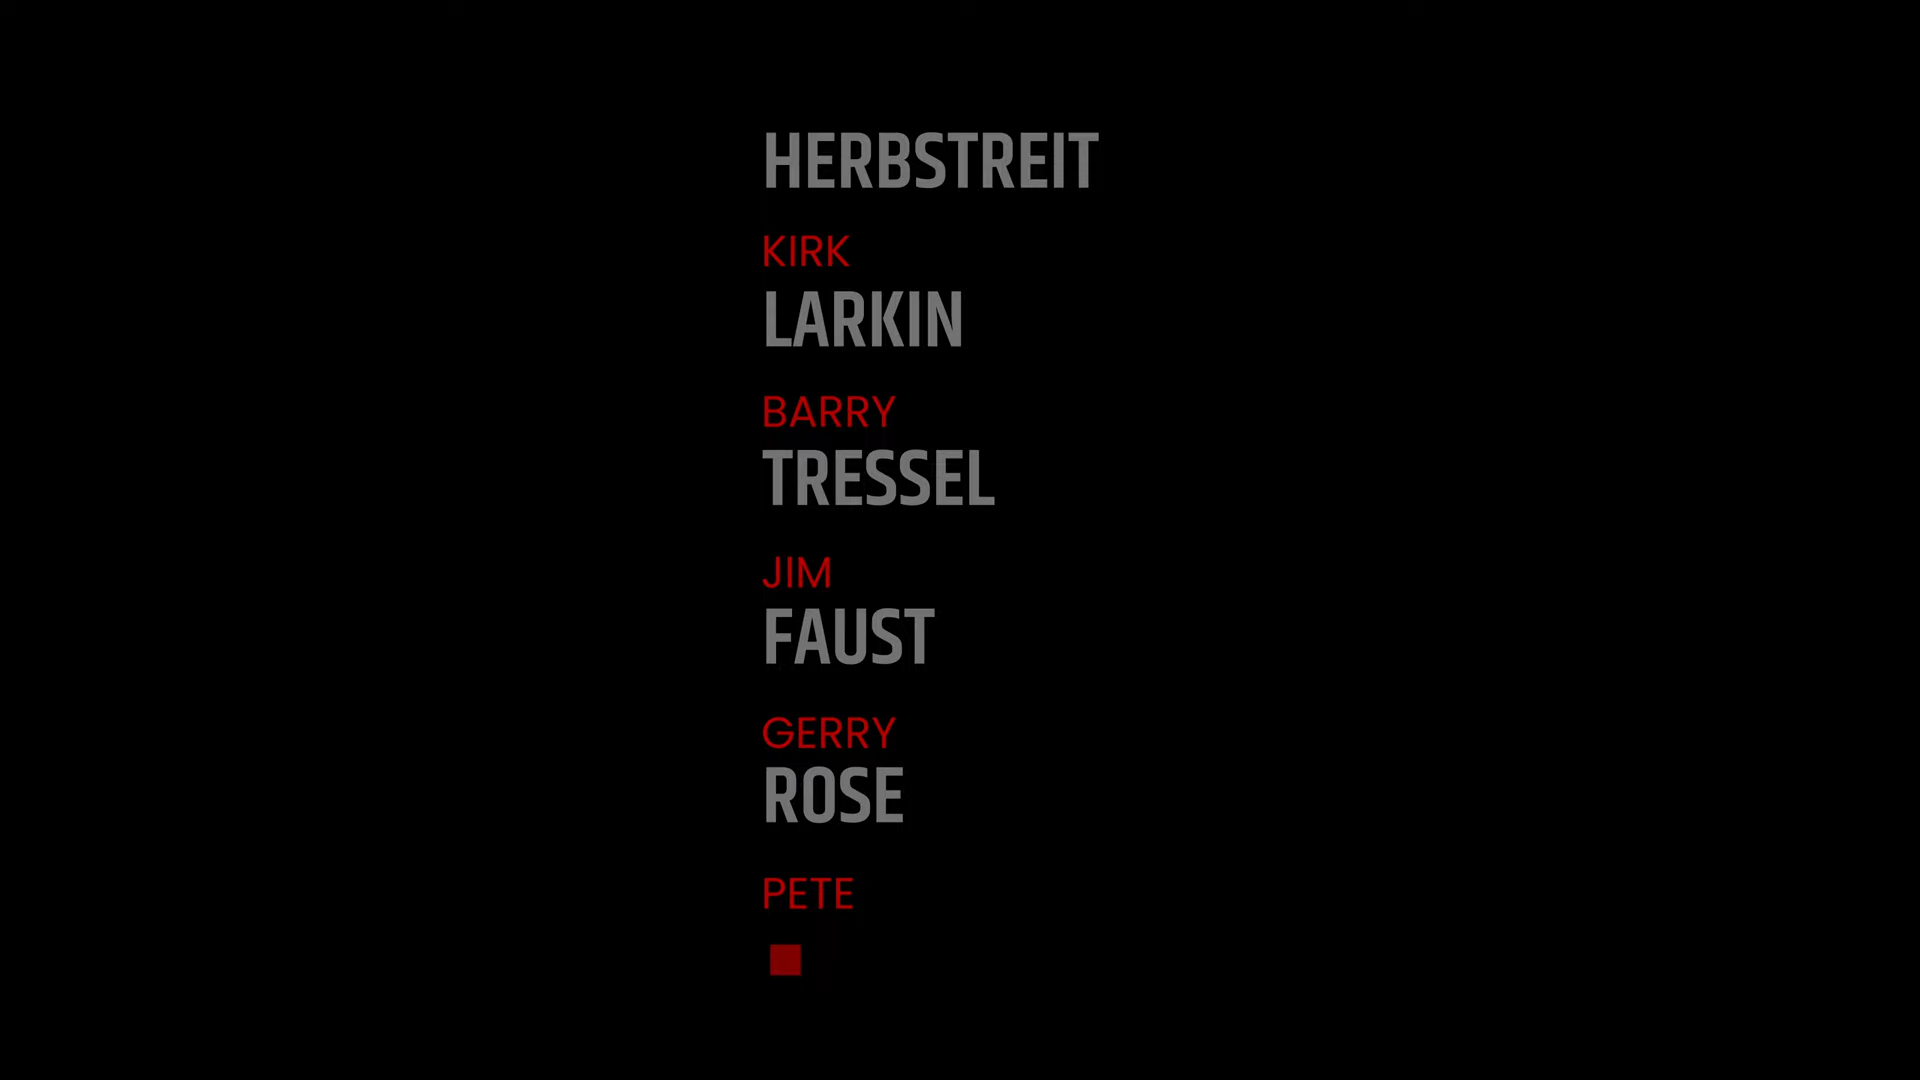 HERBSTREIT
KIRK
LARKIN
BARRY
TRESSEL
JIM
FAUST
GERRY
ROSE
PETE